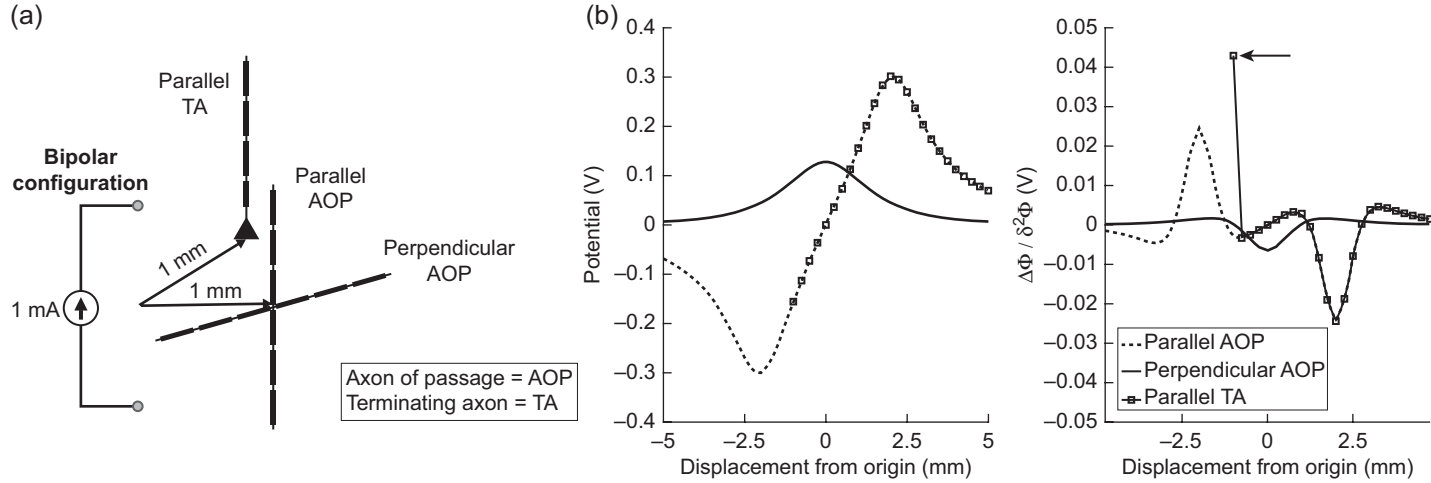 (a)
Parallel
TA
Bipolar
configuration
Parallel
AOP
1 mm
1 mm
Perpendicular
AOP
1 mA
Axon of passage = AOP
Terminating axon = TA
(b)
Potential (V)
0.4
0.3
0.2
0.1
0
−0.1
−0.2
−0.3
−0.4
−5
−2.5
0
2.5
5
Displacement from origin (mm)
ΔΦ / δ²Φ (V)
0.05
0.04
0.03
0.02
0.01
0
−0.01
−0.02
−0.03
−0.04
−0.05
Parallel AOP
Perpendicular AOP
Parallel TA
−2.5
0
2.5
Displacement from origin (mm)